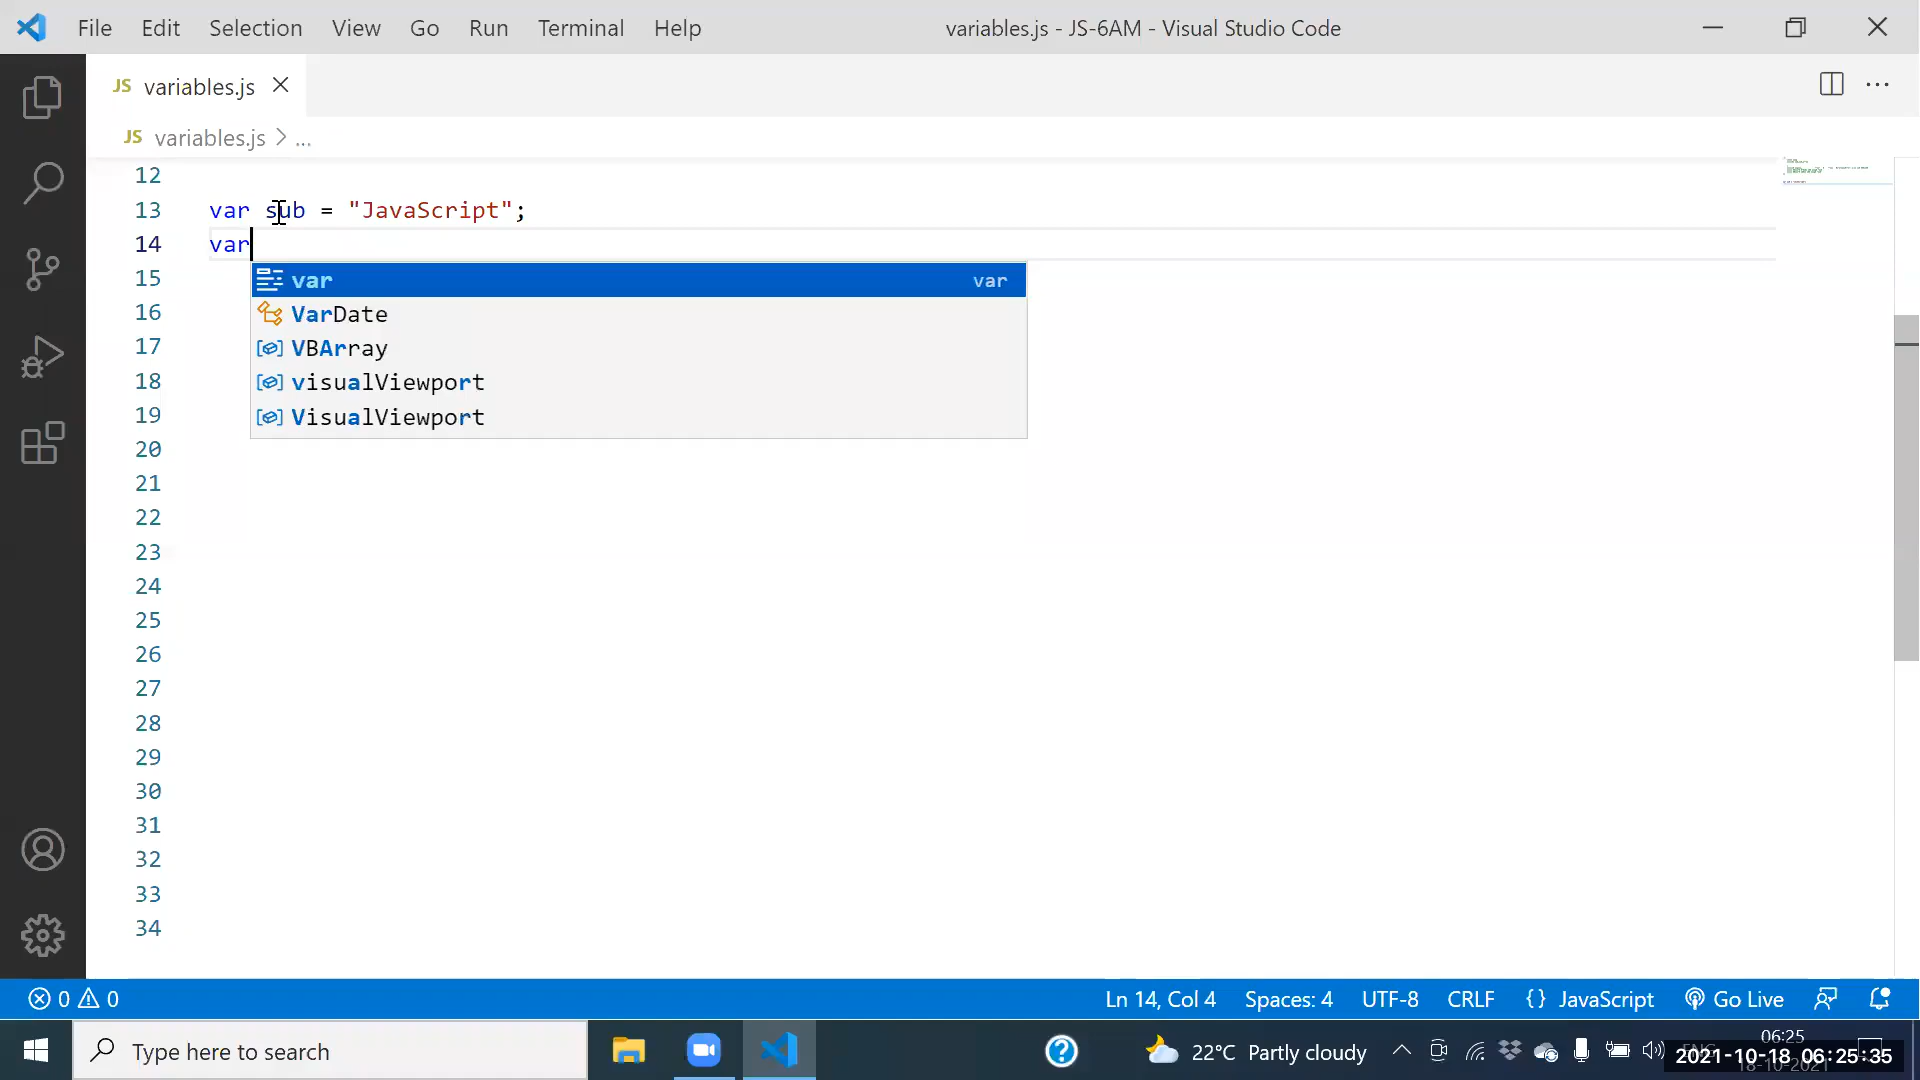 File Edit Selection View Go Run Terminal Help variables.js - JS-6AM - Visual Studio Code
JS variables.js
JS variables.js > ...
12
13 var sub = "JavaScript";
14 var
15 var var
16 VarDate
17 VBArray
18 visualViewport
19 VisualViewport
20
21
22
23
24
25
26
27
28
29
30
31
32
33
34
0 0 Ln 14, Col 4 Spaces: 4 UTF-8 CRLF {} JavaScript Go Live
Type here to search 22°C Partly cloudy ENG 06:25
18-10-2021
2021-10-18 06:25:35